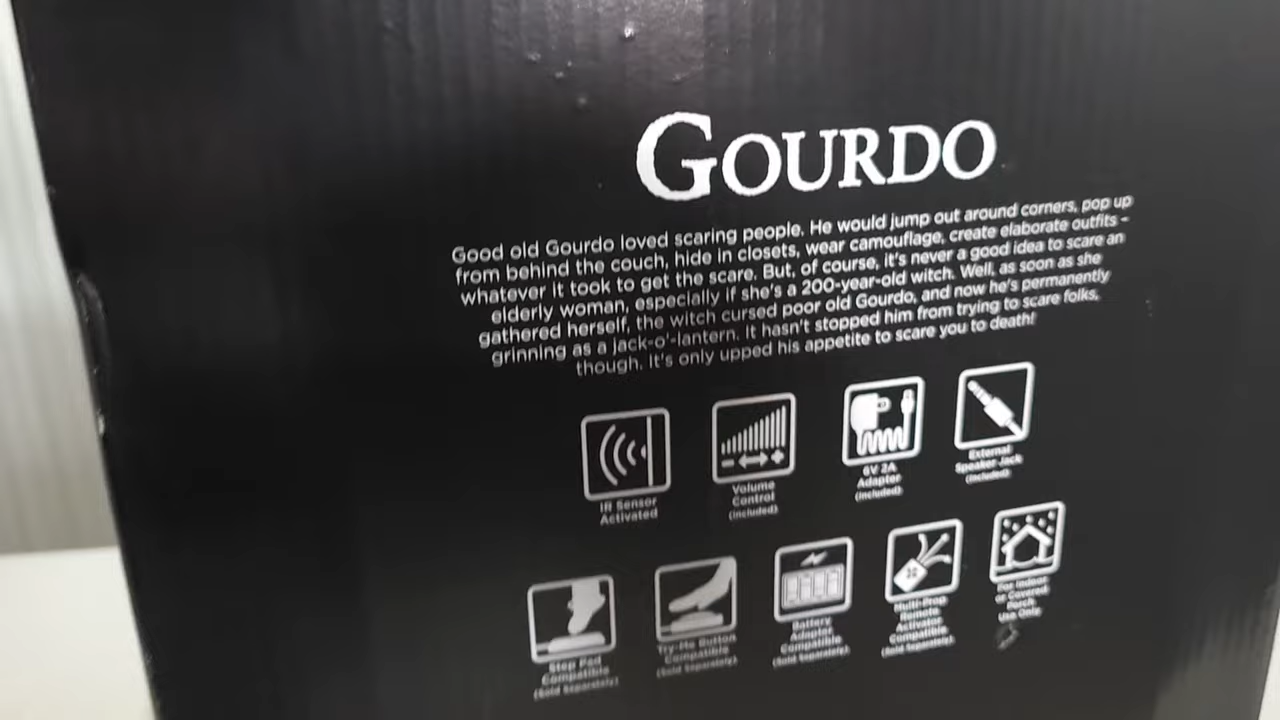 GOURDO
Good old Gourdo loved scaring people. He would jump out around corners, pop up
from behind the couch, hide in closets, wear camouflage, create elaborate outfits –
whatever it took to get the scare. But, of course, it's never a good idea to scare an
elderly woman, especially if she's a 200-year-old witch. Well, as soon as she
gathered herself, the witch cursed poor old Gourdo, and now he's permanently
grinning as a jack-o'-lantern. It hasn't stopped him from trying to scare folks,
though. It's only upped his appetite to scare you to death!
IR Sensor
Activated
Volume
Control
(included)
6V 2A
Adapter
(included)
External
Speaker Jack
(included)
Step Pad
Compatible
(Sold Separately)
Try-Me Button
Compatible
(Sold Separately)
Battery
Adapter
Compatible
(Sold Separately)
Multi-Prop
Remote
Activator
Compatible
(Sold Separately)
For Indoor
or Covered
Porch
Use Only